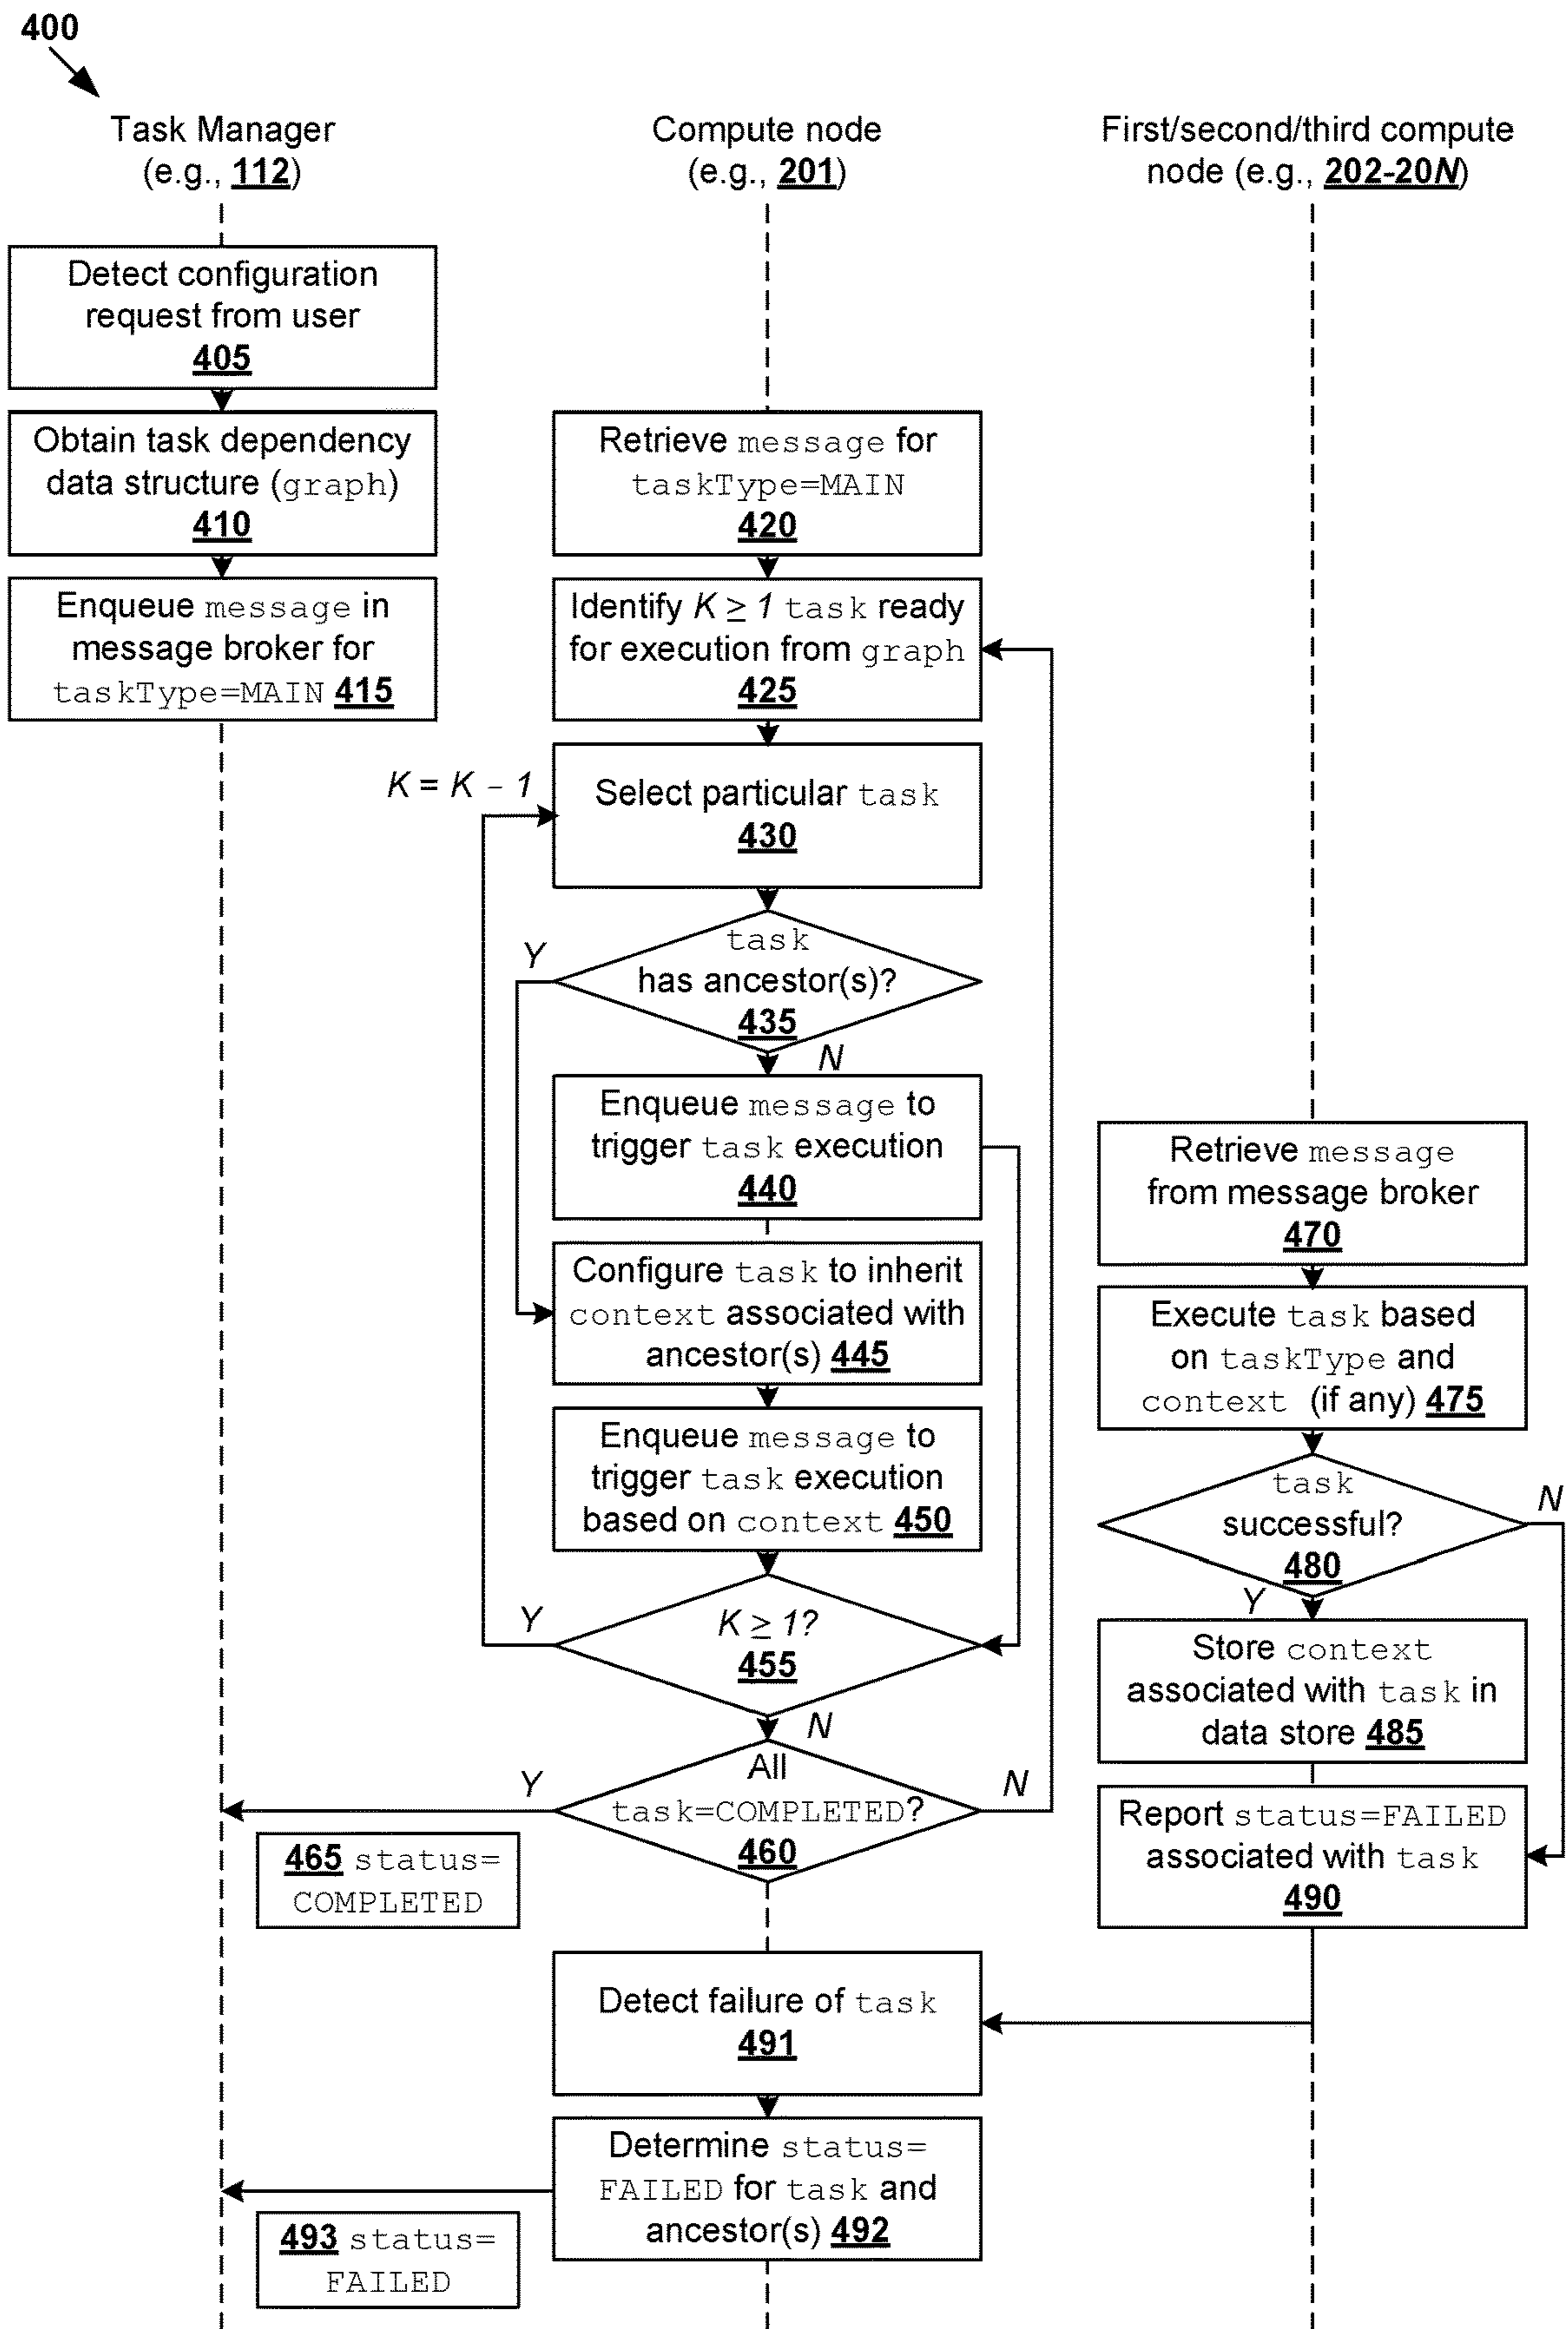 400
Task Manager
(e.g., 112)
Compute node
(e.g., 201)
First/second/third compute
node (e.g., 202-20N)
Detect configuration
request from user
405
Obtain task dependency
data structure (graph)
410
Enqueue message in
message broker for
taskType=MAIN 415
Retrieve message for
taskType=MAIN
420
Identify K ≥ 1 task ready
for execution from graph
425
K = K − 1
Select particular task
430
Y
task
has ancestor(s)?
435
N
Enqueue message to
trigger task execution
440
Configure task to inherit
context associated with
ancestor(s) 445
Enqueue message to
trigger task execution
based on context 450
Y
K ≥ 1?
455
N
Y
All
task=COMPLETED?
460
N
465 status=
COMPLETED
Retrieve message
from message broker
470
Execute task based
on taskType and
context (if any) 475
task
successful?
480
N
Y
Store context
associated with task in
data store 485
Report status=FAILED
associated with task
490
Detect failure of task
491
Determine status=
FAILED for task and
ancestor(s) 492
493 status=
FAILED